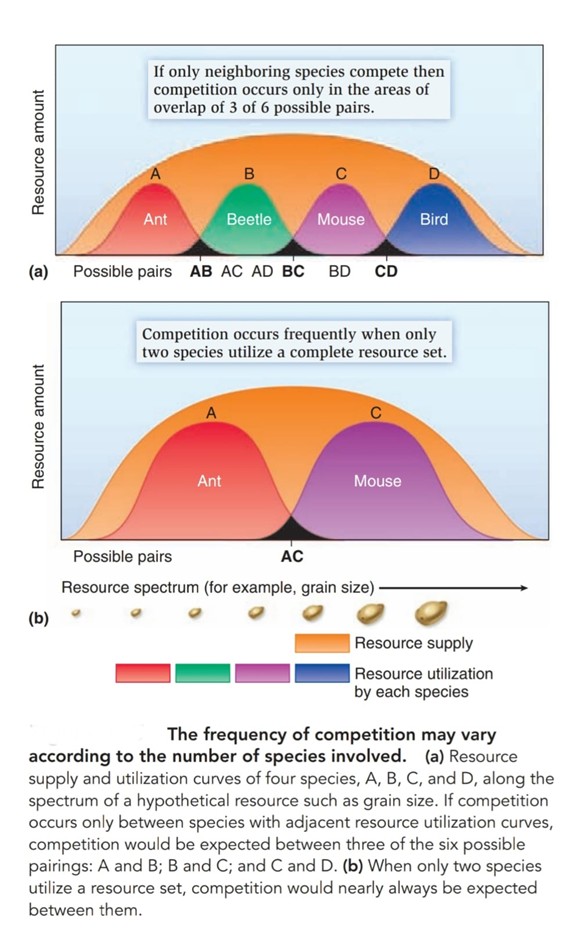 If only neighboring species compete then
competition occurs only in the areas of
overlap of 3 of 6 possible pairs.
Resource amount
A B C D
Ant Beetle Mouse Bird
(a) Possible pairs AB AC AD BC BD CD
Competition occurs frequently when only
two species utilize a complete resource set.
Resource amount
A C
Ant Mouse
Possible pairs AC
Resource spectrum (for example, grain size)
(b)
Resource supply
Resource utilization
by each species
The frequency of competition may vary
according to the number of species involved. (a) Resource
supply and utilization curves of four species, A, B, C, and D, along the
spectrum of a hypothetical resource such as grain size. If competition
occurs only between species with adjacent resource utilization curves,
competition would be expected between three of the six possible
pairings: A and B; B and C; and C and D. (b) When only two species
utilize a resource set, competition would nearly always be expected
between them.